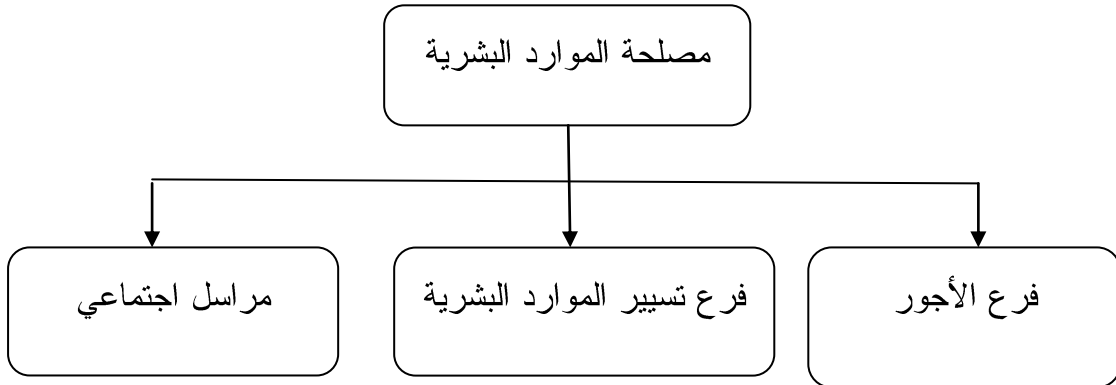 مصلحة الموارد البشرية
فرع الأجور
فرع تسيير الموارد البشرية
مراسل اجتماعي